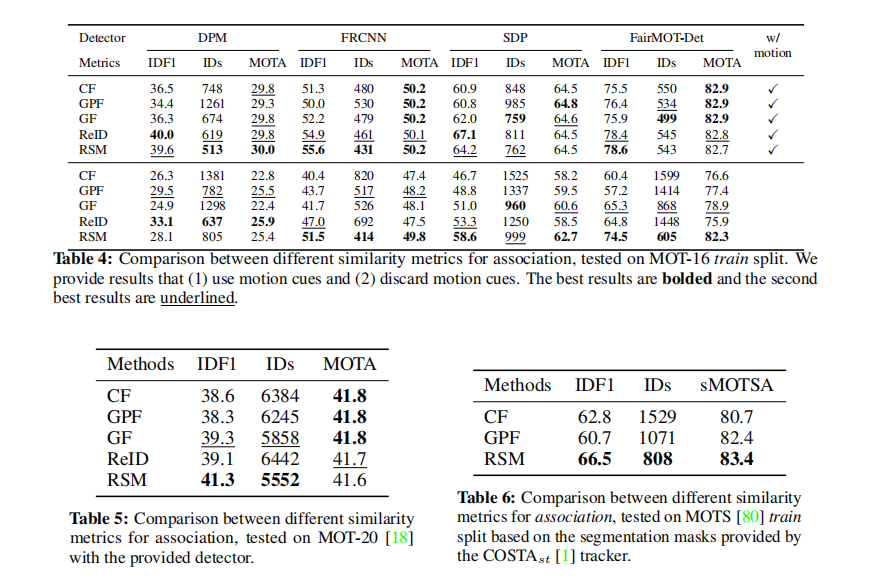 Detector DPM FRCNN SDP FairMOT-Det w/ motion
Metrics IDF1 IDs MOTA IDF1 IDs MOTA IDF1 IDs MOTA IDF1 IDs MOTA
CF 36.5 748 29.8 51.3 480 50.2 60.9 848 64.5 75.5 550 82.9 ✓
GPF 34.4 1261 29.3 50.0 530 50.2 60.8 985 64.8 76.4 534 82.9 ✓
GF 36.3 674 29.8 52.2 479 50.2 62.0 759 64.6 75.9 499 82.9 ✓
ReID 40.0 619 29.8 54.9 461 50.1 67.1 811 64.5 78.4 545 82.8 ✓
RSM 39.6 513 30.0 55.6 431 50.2 64.2 762 64.5 78.6 543 82.7 ✓
CF 26.3 1381 22.8 40.4 820 47.4 46.7 1525 58.2 60.4 1599 76.6
GPF 29.5 782 25.5 43.7 517 48.2 48.8 1337 59.5 57.2 1414 77.4
GF 24.9 1298 22.4 41.7 526 48.1 51.0 960 60.6 65.3 868 78.9
ReID 33.1 637 25.9 47.0 692 47.5 53.3 1250 58.5 64.8 1448 75.9
RSM 28.1 805 25.4 51.5 414 49.8 58.6 999 62.7 74.5 605 82.3
Table 4: Comparison between different similarity metrics for association, tested on MOT-16 train split. We
provide results that (1) use motion cues and (2) discard motion cues. The best results are bolded and the second
best results are underlined.
Methods IDF1 IDs MOTA
CF 38.6 6384 41.8
GPF 38.3 6245 41.8
GF 39.3 5858 41.8
ReID 39.1 6442 41.7
RSM 41.3 5552 41.6
Table 5: Comparison between different similarity
metrics for association, tested on MOT-20 [18]
with the provided detector.
Methods IDF1 IDs sMOTSA
CF 62.8 1529 80.7
GPF 60.7 1071 82.4
RSM 66.5 808 83.4
Table 6: Comparison between different similarity
metrics for association, tested on MOTS [80] train
split based on the segmentation masks provided by
the COSTAst [1] tracker.